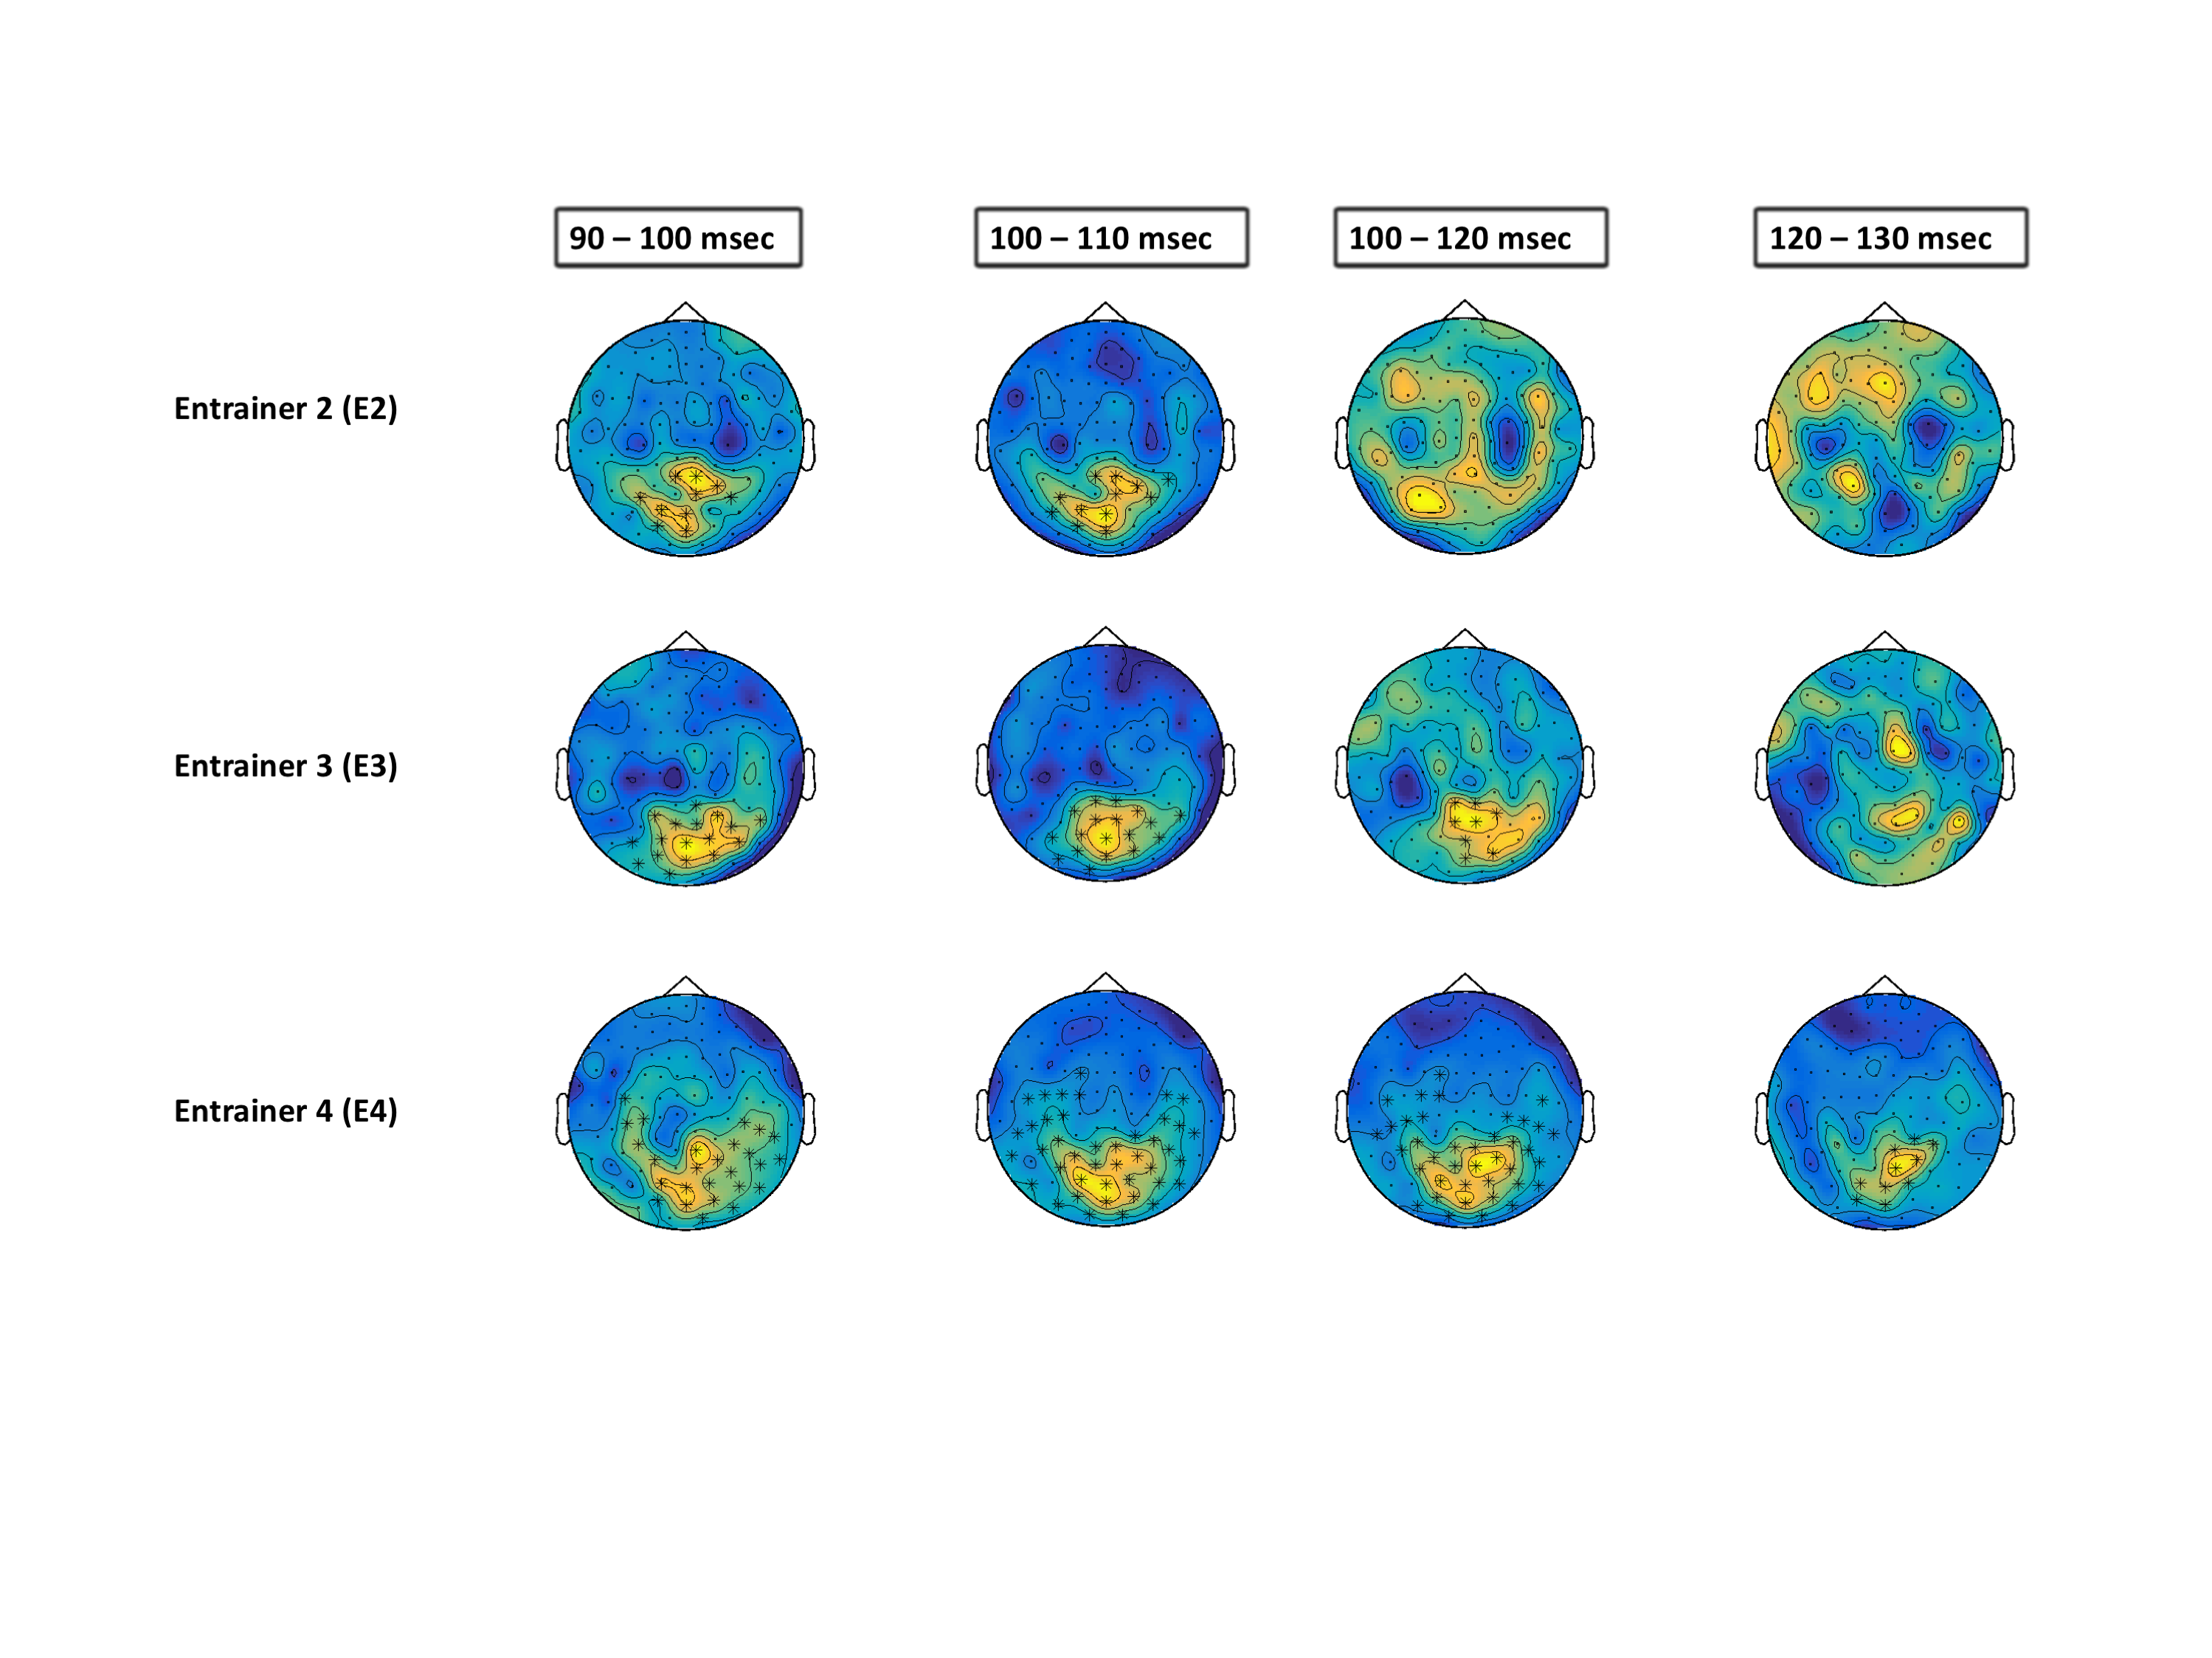 90 – 100 msec
100 – 110 msec
100 – 120 msec
120 – 130 msec
Entrainer 2 (E2)
Entrainer 3 (E3)
Entrainer 4 (E4)